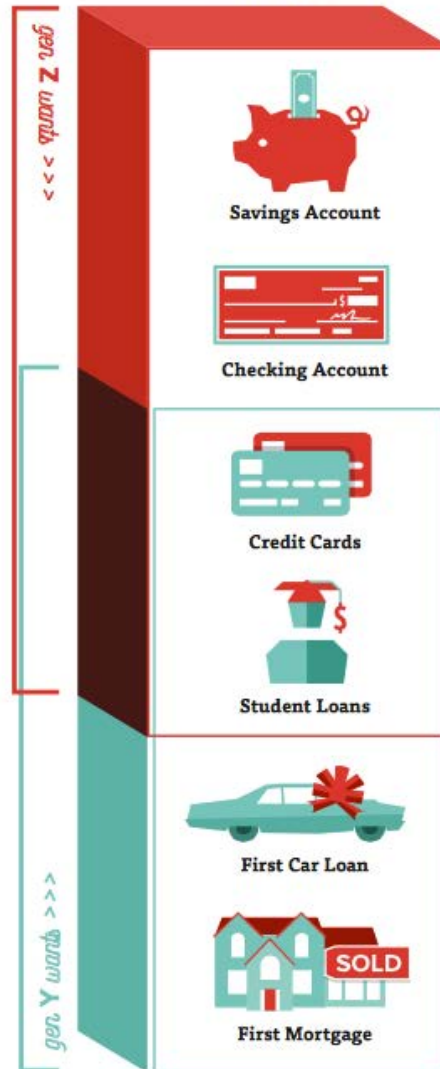 gen Z wants
<<<
Savings Account
$
Checking Account
Credit Cards
$
Student Loans
First Car Loan
SOLD
First Mortgage
gen Y wants >>>